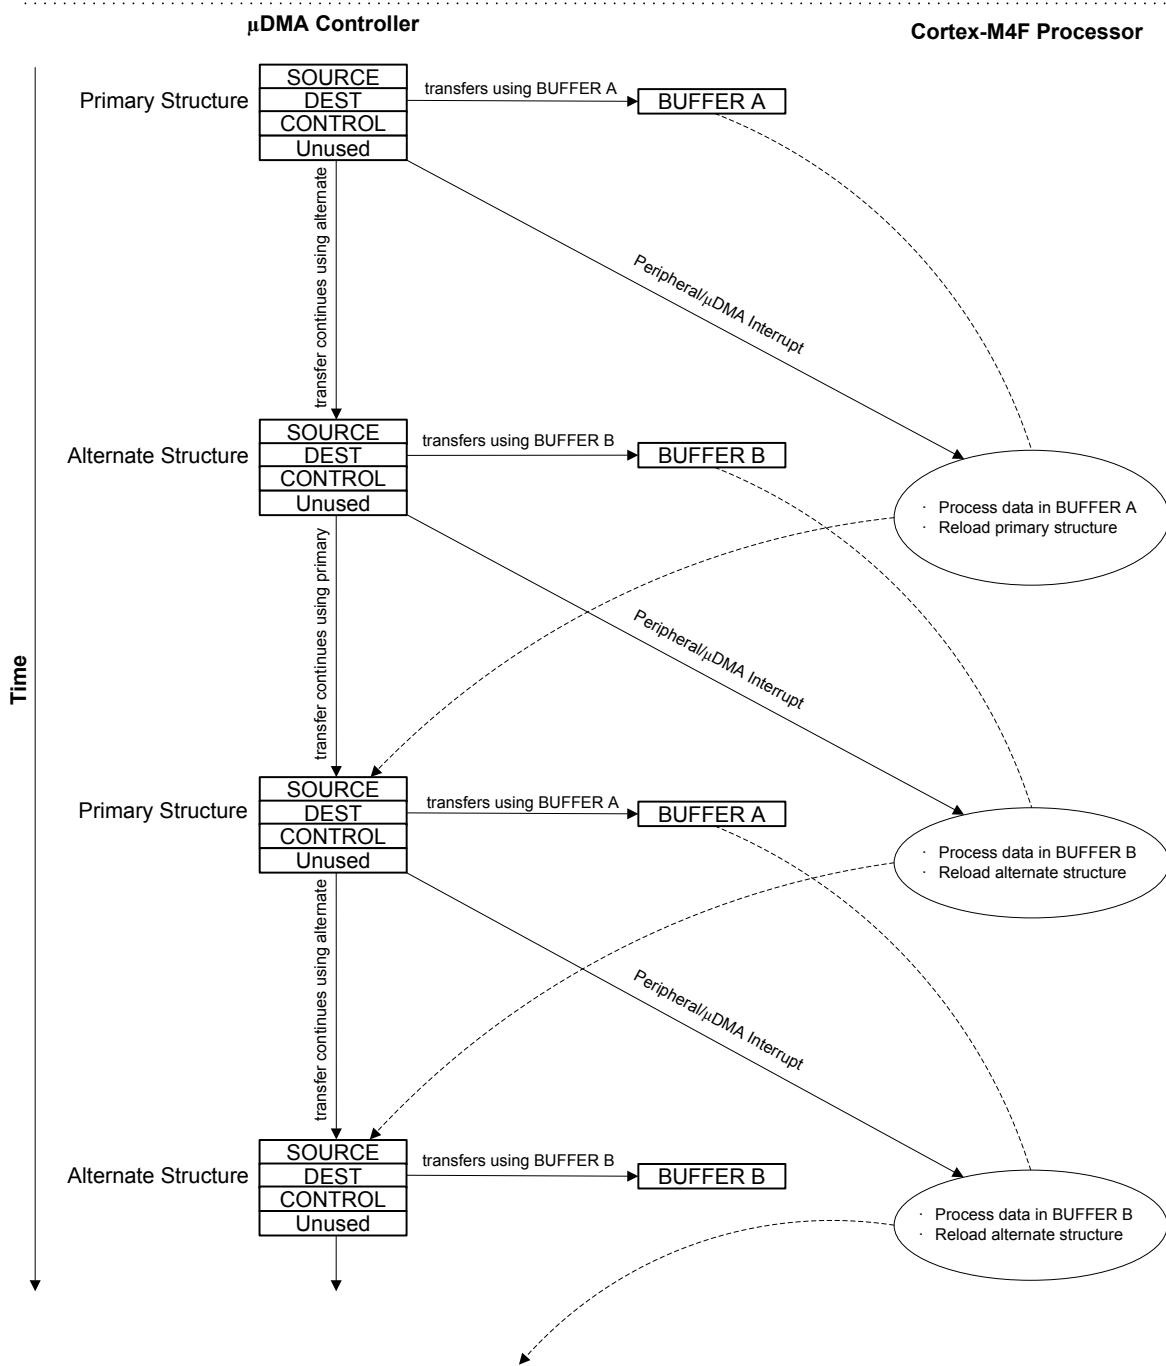 μDMA Controller
Cortex-M4F Processor
SOURCE
transfers using BUFFER A
Primary Structure
DEST
BUFFER A
CONTROL
Unused
transfer continues using alternate
Peripheral/μDMA Interrupt
SOURCE
transfers using BUFFER B
Alternate Structure
DEST
BUFFER B
CONTROL
Unused
· Process data in BUFFER A
· Reload primary structure
transfer continues using primary
Peripheral/μDMA Interrupt
Time
SOURCE
transfers using BUFFER A
Primary Structure
DEST
BUFFER A
CONTROL
Unused
· Process data in BUFFER B
· Reload alternate structure
transfer continues using alternate
Peripheral/μDMA Interrupt
SOURCE
transfers using BUFFER B
Alternate Structure
DEST
BUFFER B
CONTROL
Unused
· Process data in BUFFER B
· Reload alternate structure